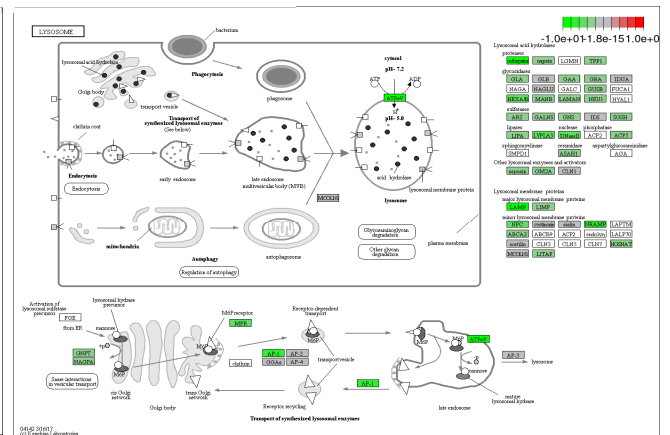 LYSOSOME
bacterium
-1.0e+01-1.8e-151.0e+01
lysosomal acid hydrolase
Golgi body
transport vesicle
Phagocytosis
phagosome
cytosol
pH- 7.2
ATP
ADP
ATPeV
H
pH- 5.0
Transport of
synthesized lysosomal enzymes
(See below)
clathrin coat
Endocytosis
Endocytosis
early endosome
late endosome
multivesicular body (MVB)
acid hydrolase
lysosomal membrane protein
lysosome
MCOLN1
mitochondria
Autophagy
Regulation of autophagy
autophagosome
Glycosaminoglycan
degradation
Other glycan
degradation
plasma membrane
Lysosomal acid hydrolases
proteases
cathepsin napsin LGMN TPP1
glycosidases
GLA GLB GAA GBA IDUA
NAGA NAGLU GALC GUSB FUCA1
HEXA/B MANB LAMAN NEU1 HYAL1
sulfatases
ARS GALNS GNS IDS SGSH
lipases nuclease phosphatase
LIPA LYPLA3 DNaseII ACP2 ACP5
sphingomyelinase ceramidase aspartylglucosaminidase
SMPD1 ASAH1 AGA
Other lysosomal enzymes and activators
saposin GM2A CLN1
Lysosomal membrane proteins
major lysosomal membrane proteins
LAMP LIMP
minor lysosomal membrane proteins
NPC cystinosin sialin NRAMP LAPTM
ABCA2 ABCB9 ACP2 endolyn LALP70
sortilin CLN3 CLN5 CLN7 HGSNAT
MCOLN1 LITAF
Activation of
lysosomal sulfatase
precursor
FGE
from ER
lysosomal hydrase
precursor
mannose
+p
GNPT
NAGPA
M6P
Same interactions
in vesicular transport
cis Golgi
network
Golgi body
trans Golgi
network
M6P receptor
MPR
M6P
clathrin
AP-1 AP-3
GGAs AP-4
Receptor-dependent
transport
M6P
transport vesicle
Receptor recycling
AP-1
M6P
M6P
ATPeV
mannose
late endosome
mature
lysosomal hydrase
AP-3
lysosome
Transport of synthesized lysosomal enzymes
04142 3/16/17
(c) Kanehisa Laboratories